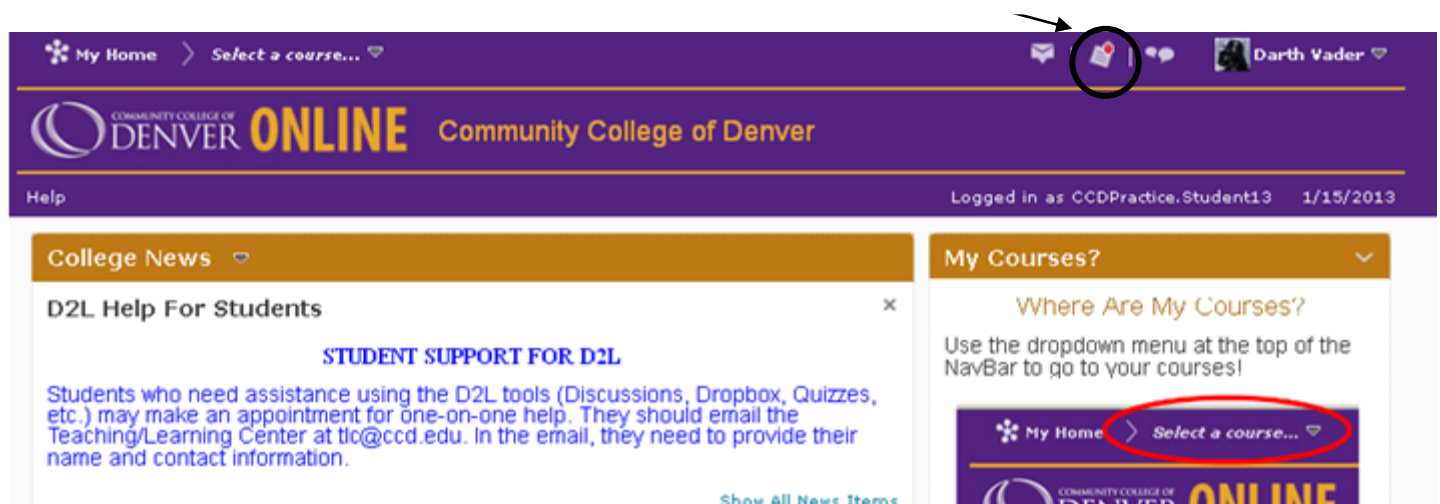 My Home > Select a course...
Darth Vader
COMMUNITY COLLEGE OF
DENVER ONLINE
Community College of Denver
Help
Logged in as CCDPractice.Student13 1/15/2013
College News
D2L Help For Students
STUDENT SUPPORT FOR D2L
Students who need assistance using the D2L tools (Discussions, Dropbox, Quizzes,
etc.) may make an appointment for one-on-one help. They should email the
Teaching/Learning Center at tlc@ccd.edu. In the email, they need to provide their
name and contact information.
Show All News Items
My Courses?
Where Are My Courses?
Use the dropdown menu at the top of the
NavBar to go to your courses!
My Home > Select a course...
COMMUNITY COLLEGE OF
DENVER ONLINE